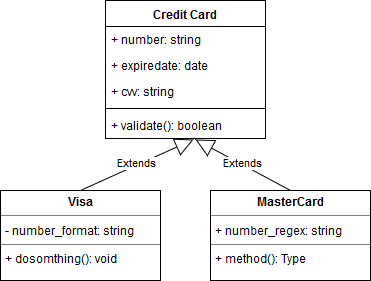 Credit Card
+ number: string
+ expiredate: date
+ cvv: string
+ validate(): boolean
Extends
Extends
Visa
- number_format: string
+ dosomthing(): void
MasterCard
+ number_regex: string
+ method(): Type